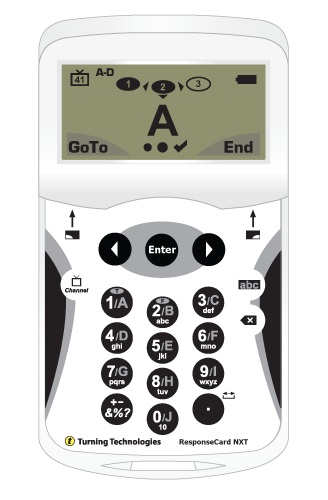 41 A-D 1 2 3
A
GoTo End
Enter
Channel
abc
T
1/A
F
2/B
abc
3/C
def
4/D
ghi
5/E
jkl
6/F
mno
7/G
pqrs
8/H
tuv
9/I
wxyz
+−
&%?
0/J
10
.
Turning Technologies ResponseCard NXT